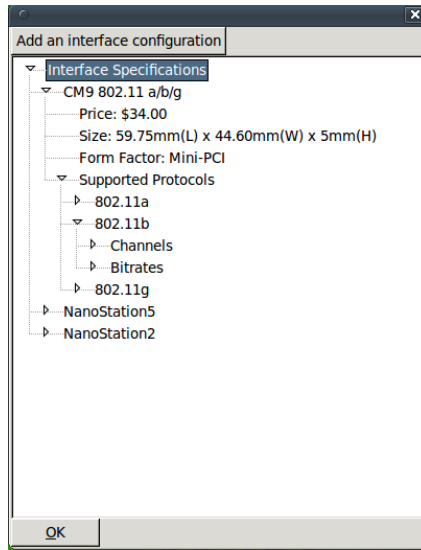 Add an interface configuration
Interface Specifications
CM9 802.11 a/b/g
Price: $34.00
Size: 59.75mm(L) x 44.60mm(W) x 5mm(H)
Form Factor: Mini-PCI
Supported Protocols
802.11a
802.11b
Channels
Bitrates
802.11g
NanoStation5
NanoStation2
OK